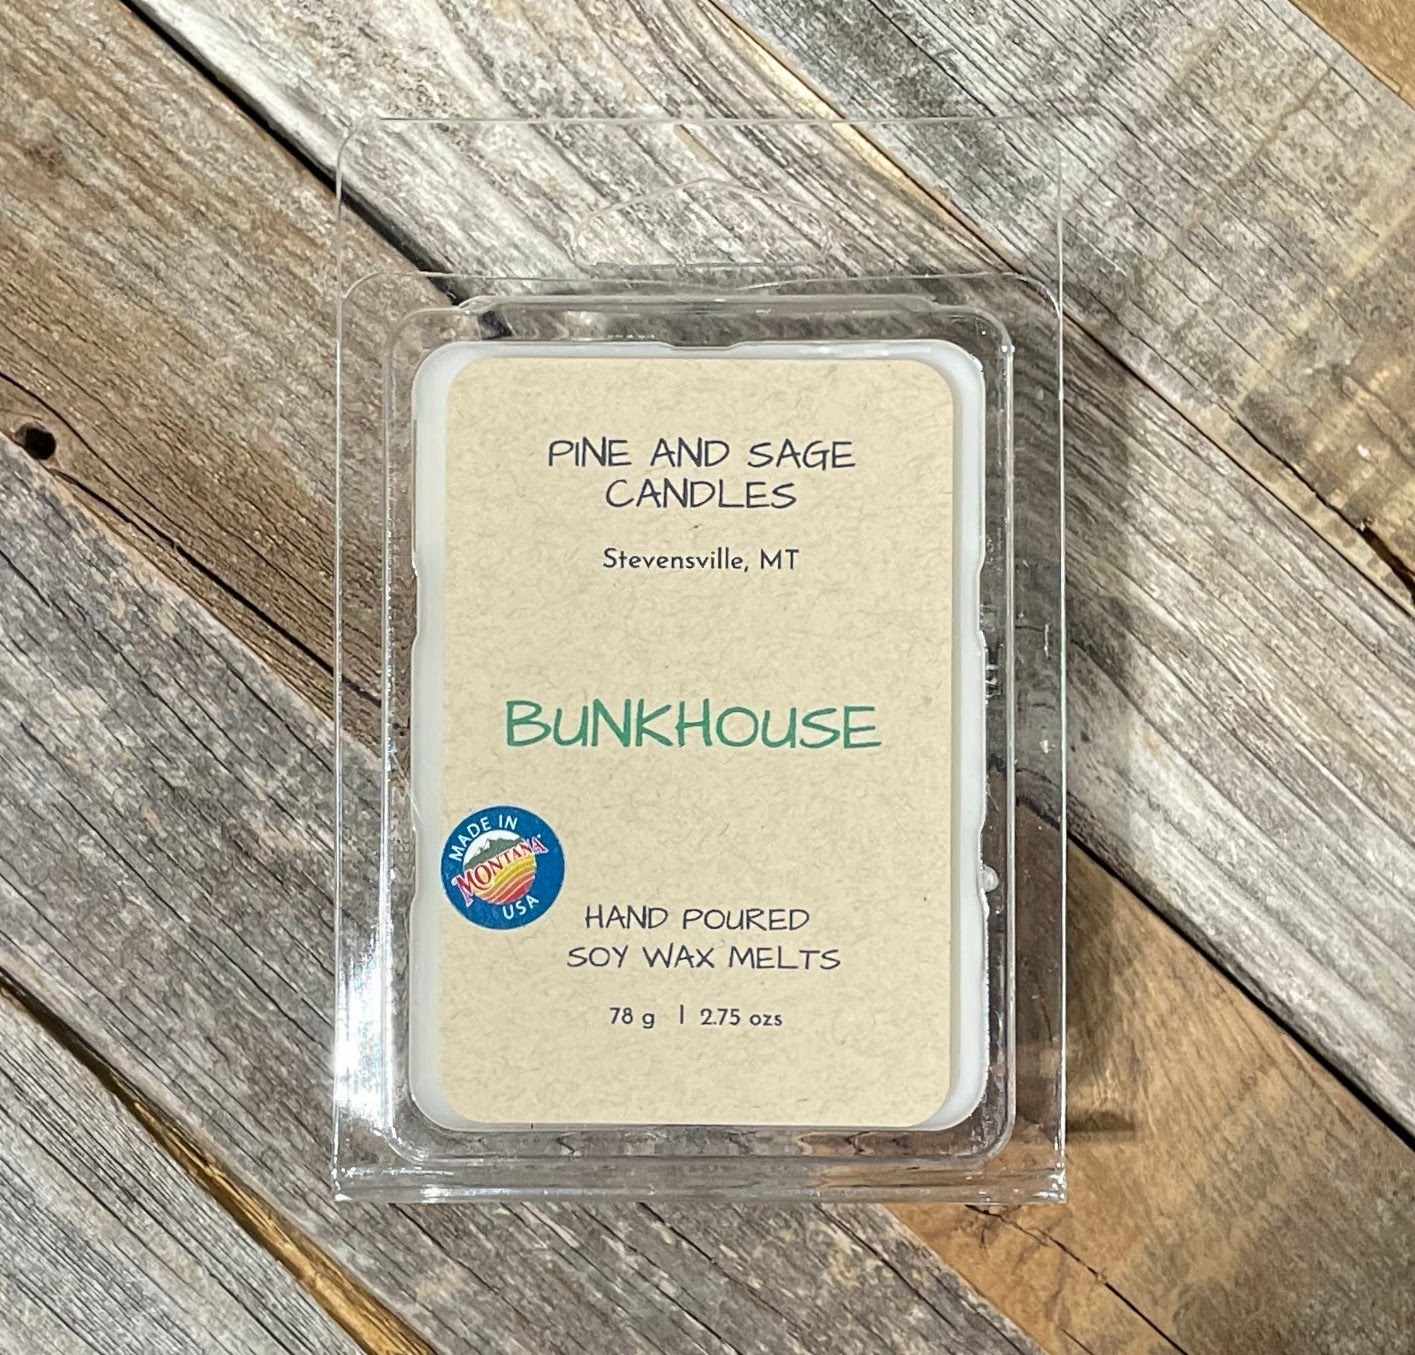 PINE AND SAGE
CANDLES
Stevensville, MT
BUNKHOUSE
MADE IN
MONTANA
USA
HAND POURED
SOY WAX MELTS
78 g | 2.75 ozs